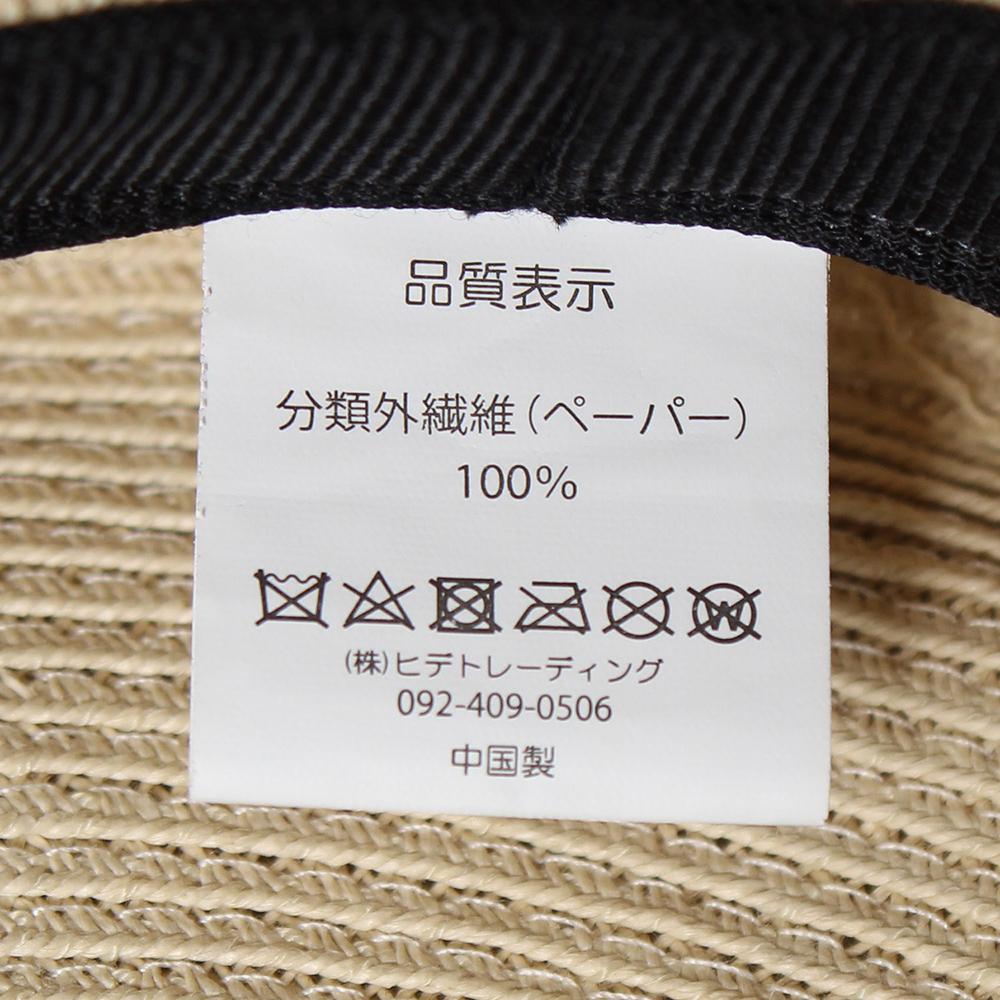 品質表示
分類外繊維(ペーパー)
100%
W
(株)ヒデトレーディング
092-409-0506
中国製